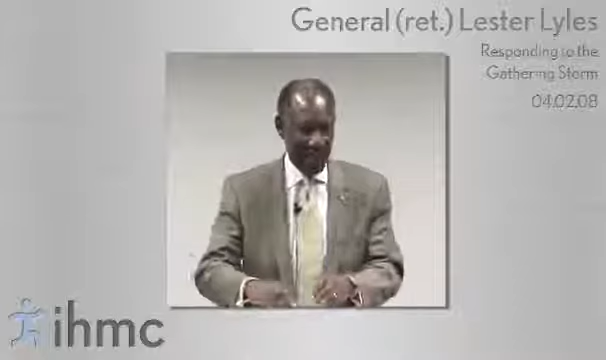 General (ret.) Lester Lyles
Responding to the
Gathering Storm
04.02.08
ihmc